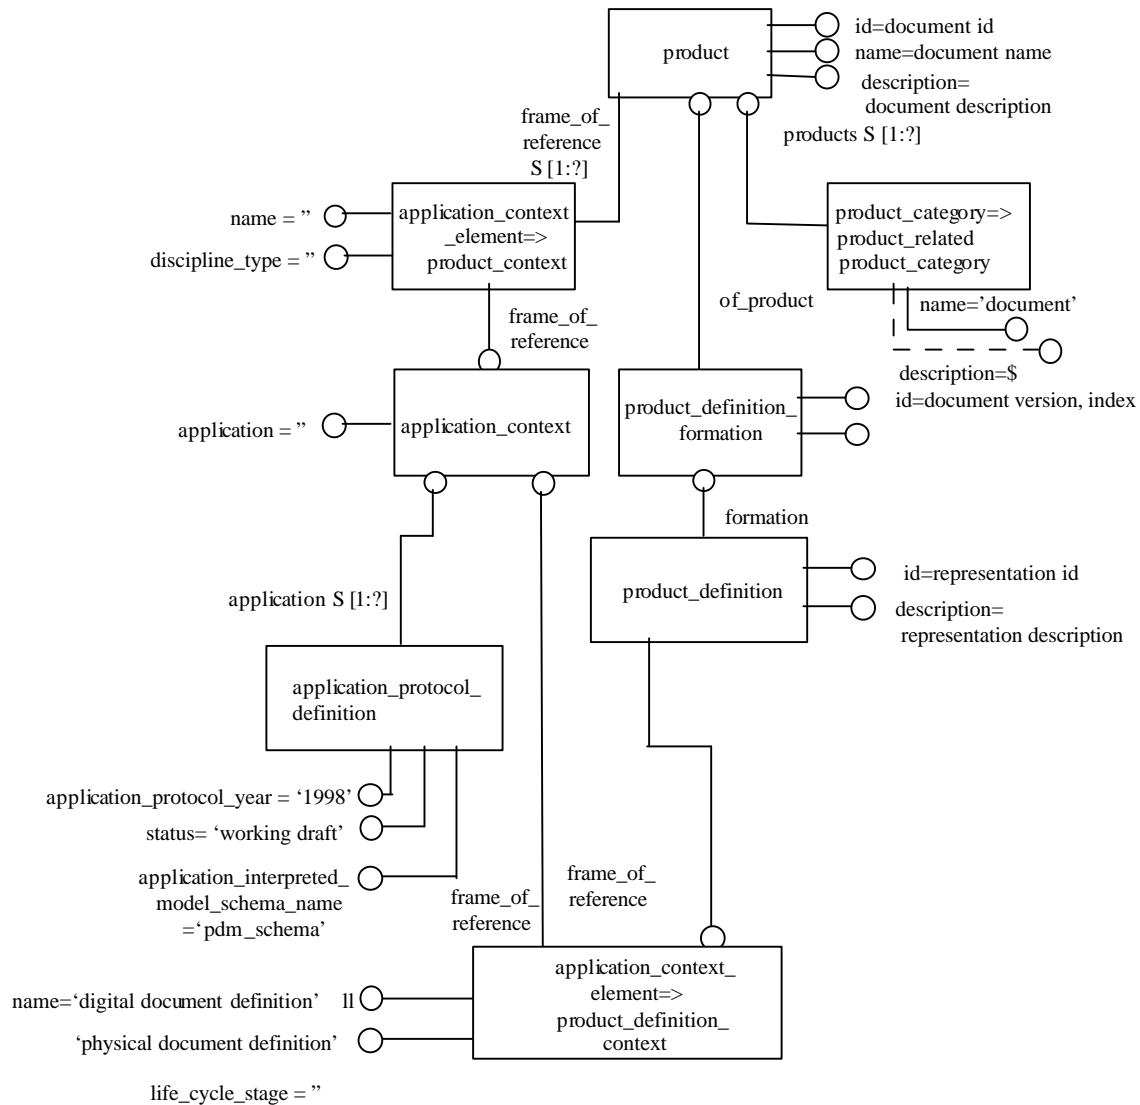 product
id=document id
name=document name
description=
document description
frame_of_
reference
S [1:?]
products S [1:?]
name = ”
discipline_type = ”
application_context
_element=>
product_context
product_category=>
product_related
product_category
name=’document’
description=$
id=document version, index
frame_of_
reference
of_product
application = ”
application_context
product_definition_
formation
formation
application S [1:?]
product_definition
id=representation id
description=
representation description
application_protocol_
definition
application_protocol_year = ‘1998’
status= ‘working draft’
application_interpreted_
model_schema_name
=‘pdm_schema’
frame_of_
reference
frame_of_
reference
name=‘digital document definition’ ll
‘physical document definition’
life_cycle_stage = ”
application_context_
element=>
product_definition_
context